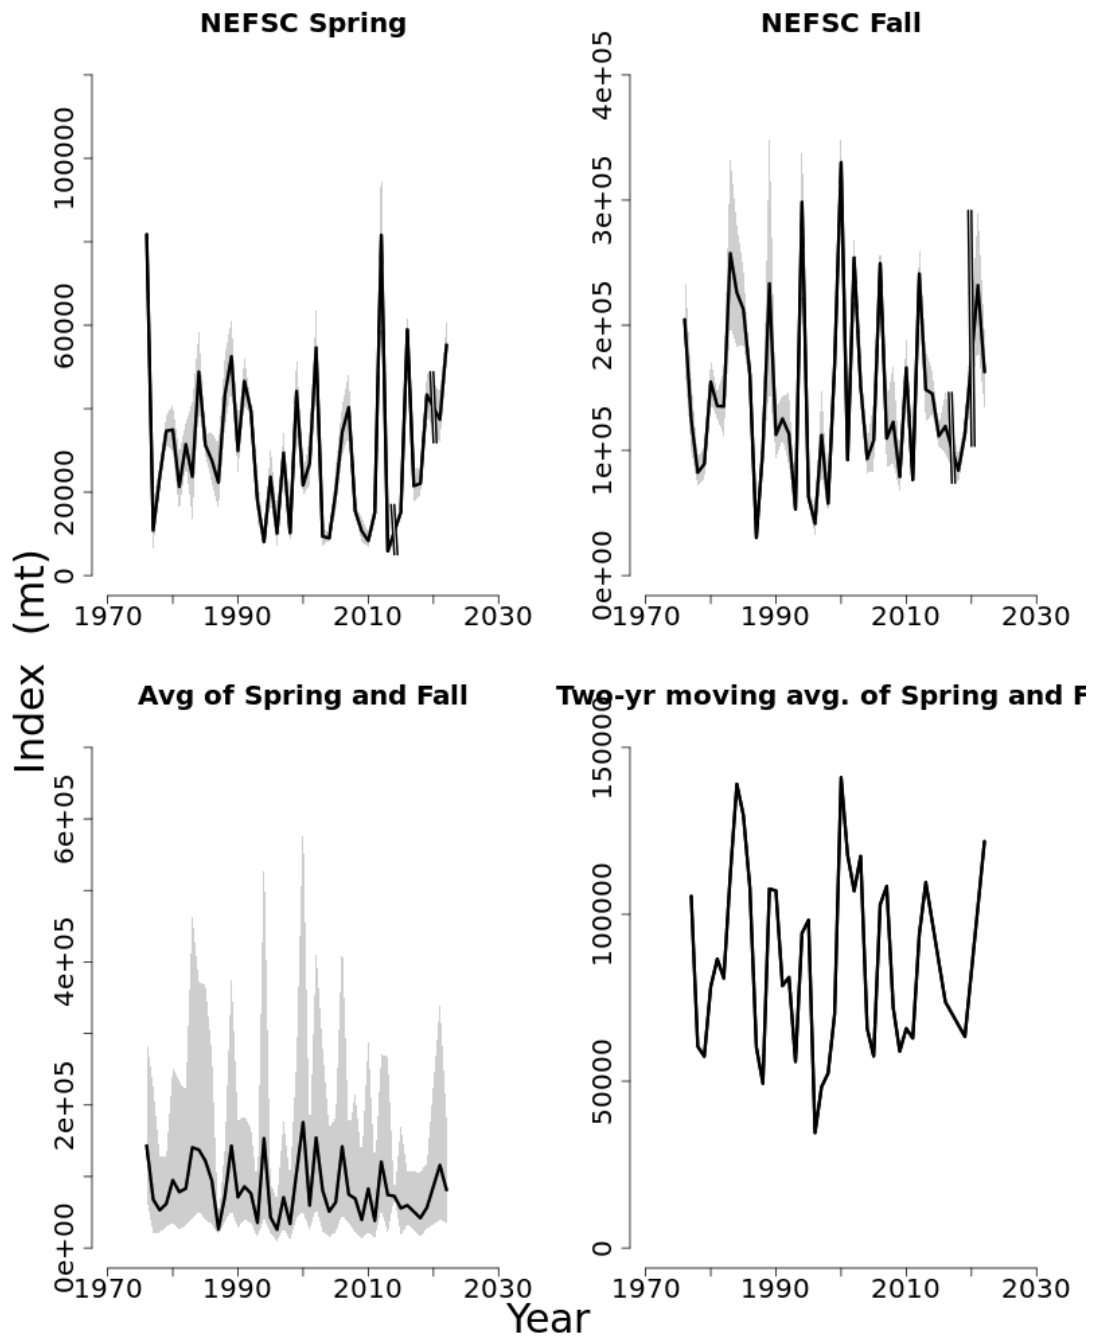 NEFSC Spring
NEFSC Fall
0
20000
60000
100000
1970
1990
2010
2030
0e+00
1e+05
2e+05
3e+05
4e+05
1970
1990
2010
2030
Index (mt)
Avg of Spring and Fall
Two-yr moving avg. of Spring and F
0e+00
2e+05
4e+05
6e+05
1970
1990
2010
2030
0
50000
100000
150000
1970
1990
2010
2030
Year